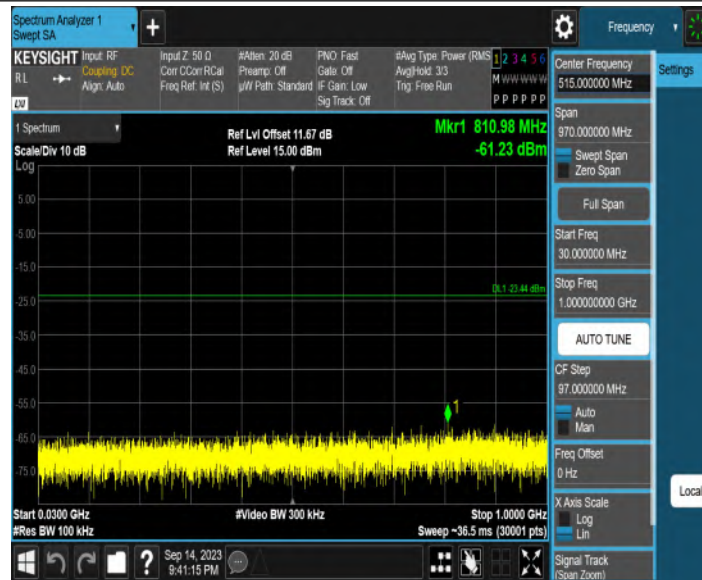 Spectrum Analyzer 1
Swept SA
+
Frequency
KEYSIGHT
RL
LXI
Input: RF
Coupling: DC
Align: Auto
Input Z: 50 Ω
Corr CCorr RCal
Freq Ref: Int (S)
#Atten: 20 dB
Preamp: Off
µW Path: Standard
PNO: Fast
Gate: Off
IF Gain: Low
Sig Track: Off
#Avg Type: Power (RMS
Avg|Hold: 3/3
Trig: Free Run
1 2 3 4 5 6
M W W W W W
P P P P P P
1 Spectrum
Scale/Div 10 dB
Log
Ref Lvl Offset 11.67 dB
Ref Level 15.00 dBm
Mkr1 810.98 MHz
-61.23 dBm
5.00
-5.00
-15.0
-25.0
-35.0
-45.0
-55.0
-65.0
-75.0
DL1 -23.44 dBm
1
Start 0.0300 GHz
#Res BW 100 kHz
#Video BW 300 kHz
Stop 1.0000 GHz
Sweep ~36.5 ms (30001 pts)
?
Sep 14, 2023
9:41:15 PM
Center Frequency
515.000000 MHz
Span
970.000000 MHz
Swept Span
Zero Span
Full Span
Start Freq
30.000000 MHz
Stop Freq
1.000000000 GHz
AUTO TUNE
CF Step
97.000000 MHz
Auto
Man
Freq Offset
0 Hz
X Axis Scale
Log
Lin
Signal Track
(Span Zoom)
Settings
Local